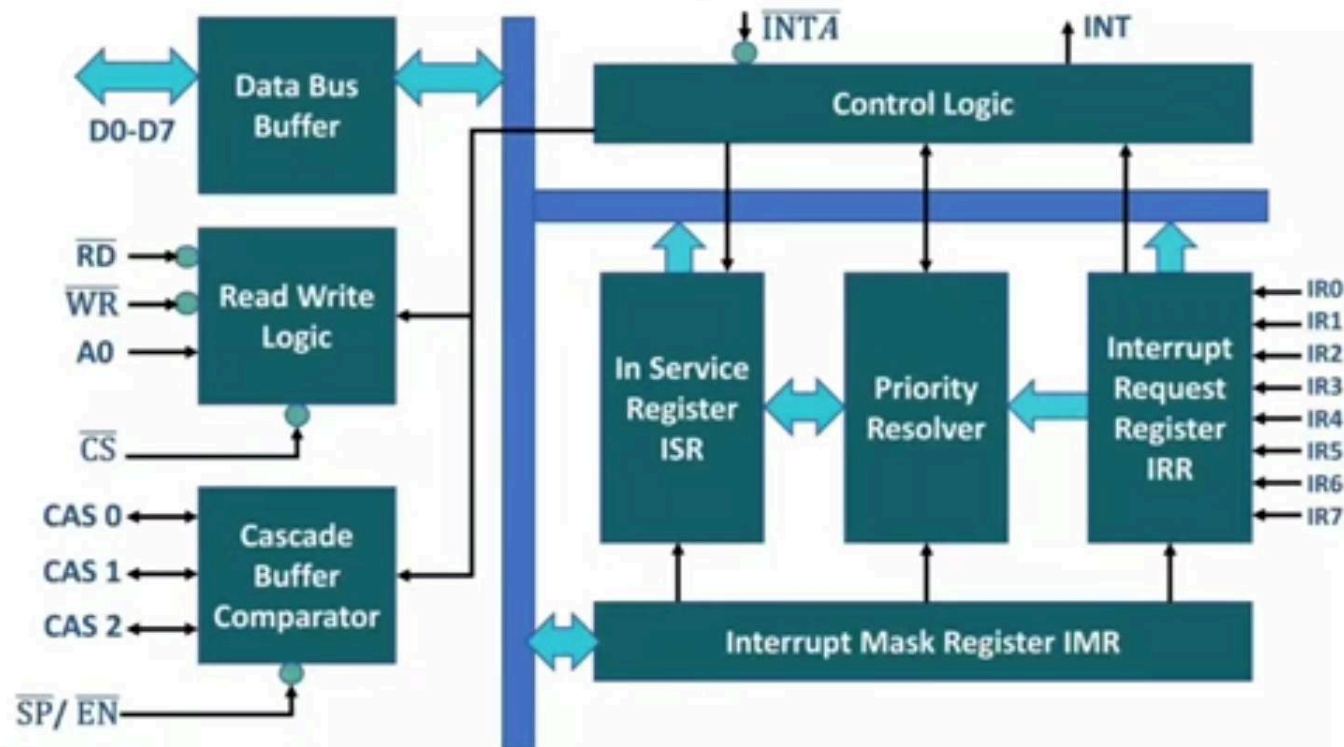 INTA
INT
Data Bus
Buffer
D0-D7
Control Logic
RD
WR
A0
Read Write
Logic
CS
In Service
Register
ISR
Priority
Resolver
Interrupt
Request
Register
IRR
IR0
IR1
IR2
IR3
IR4
IR5
IR6
IR7
CAS 0
CAS 1
CAS 2
Cascade
Buffer
Comparator
SP/ EN
Interrupt Mask Register IMR